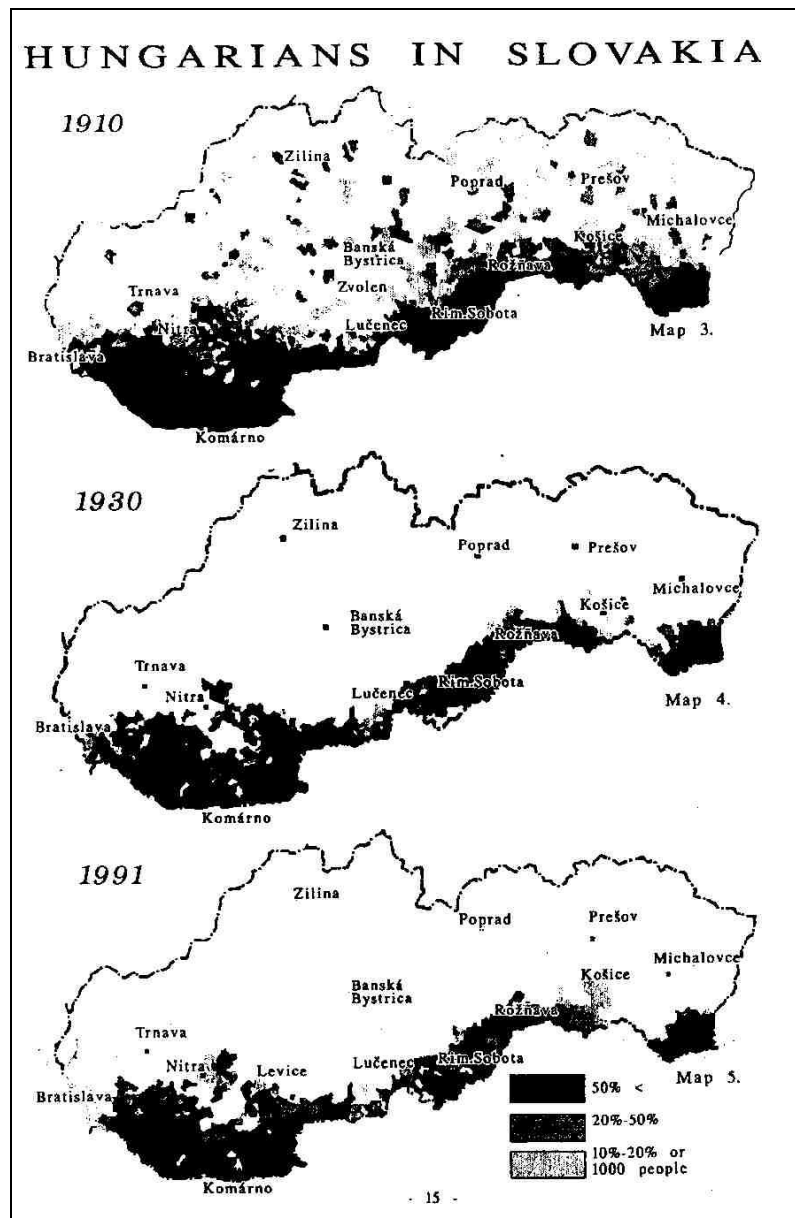 HUNGARIANS IN SLOVAKIA
1910
Zilina
Poprad
Prešov
Michalovce
Košice
Banská
Bystrica
Rožňava
Zvolen
Trnava
Rim.Sobota
Lučenec
Nitra
Map 3.
Bratislava
Komárno
1930
Zilina
Poprad
Prešov
Michalovce
Košice
Banská
Bystrica
Rožňava
Trnava
Rim.Sobota
Nitra
Lučenec
Map 4.
Bratislava
Komárno
1991
Zilina
Poprad
Prešov
Michalovce
Košice
Banská
Bystrica
Rožňava
Trnava
Rim.Sobota
Nitra
Levice
Lučenec
Map 5.
Bratislava
Komárno
50% <
20%-50%
10%-20% or
1000 people
- 15 -